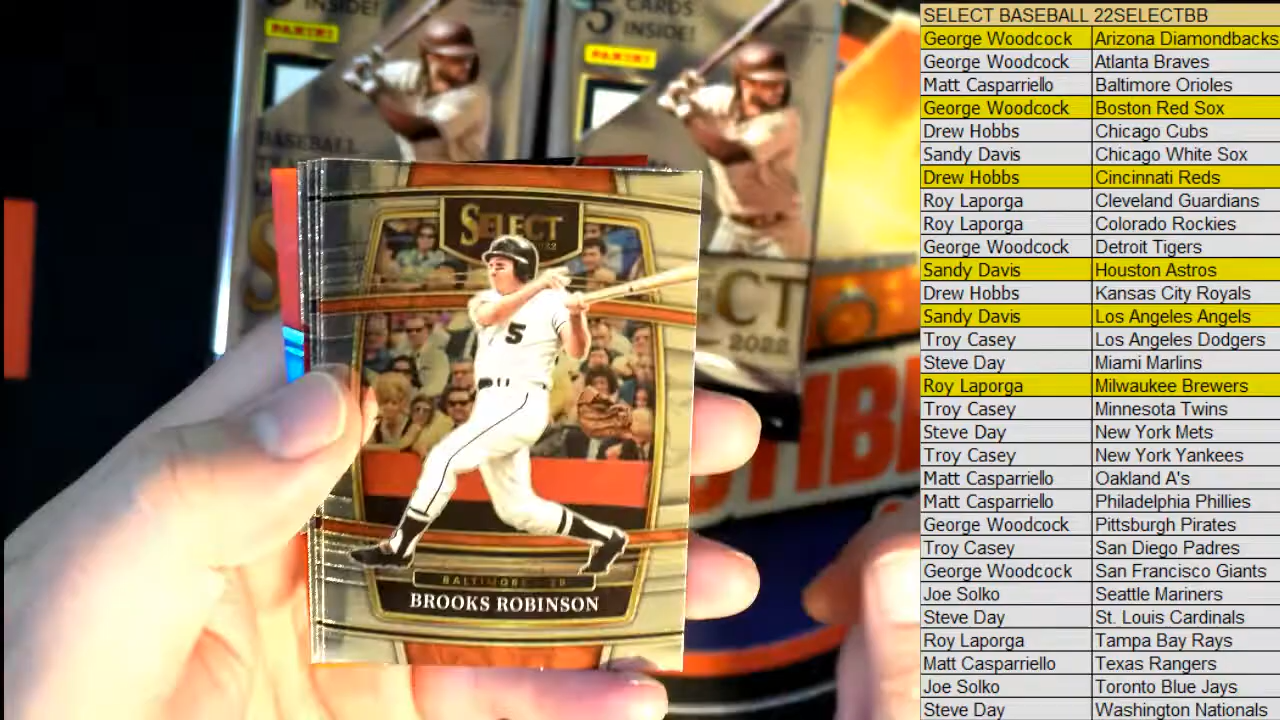 INSIDE!
PANINI
BASEBALL
5 CARDS
INSIDE!
PANINI
CT
2022
SELECT
BALTIMORE
BROOKS ROBINSON
5
SELECT BASEBALL 22SELECTBB
George Woodcock Arizona Diamondbacks
George Woodcock Atlanta Braves
Matt Casparriello Baltimore Orioles
George Woodcock Boston Red Sox
Drew Hobbs Chicago Cubs
Sandy Davis Chicago White Sox
Drew Hobbs Cincinnati Reds
Roy Laporga Cleveland Guardians
Roy Laporga Colorado Rockies
George Woodcock Detroit Tigers
Sandy Davis Houston Astros
Drew Hobbs Kansas City Royals
Sandy Davis Los Angeles Angels
Troy Casey Los Angeles Dodgers
Steve Day Miami Marlins
Roy Laporga Milwaukee Brewers
Troy Casey Minnesota Twins
Steve Day New York Mets
Troy Casey New York Yankees
Matt Casparriello Oakland A's
Matt Casparriello Philadelphia Phillies
George Woodcock Pittsburgh Pirates
Troy Casey San Diego Padres
George Woodcock San Francisco Giants
Joe Solko Seattle Mariners
Steve Day St. Louis Cardinals
Roy Laporga Tampa Bay Rays
Matt Casparriello Texas Rangers
Joe Solko Toronto Blue Jays
Steve Day Washington Nationals